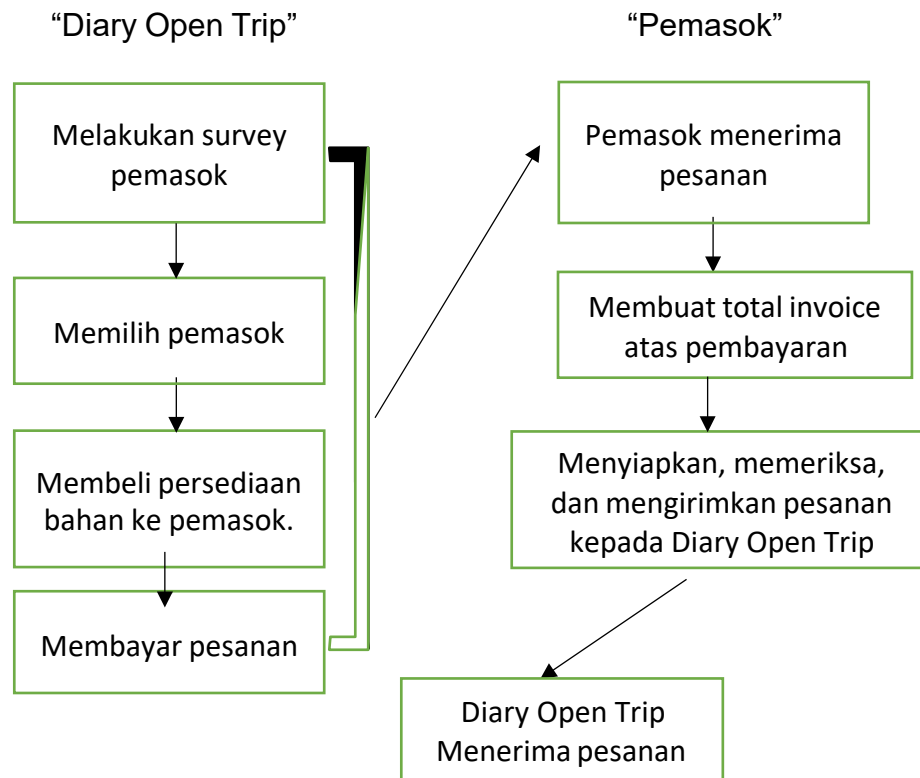 “Diary Open Trip”
“Pemasok”
Melakukan survey
pemasok
Memilih pemasok
Membeli persediaan
bahan ke pemasok.
Membayar pesanan
Pemasok menerima
pesanan
Membuat total invoice
atas pembayaran
Menyiapkan, memeriksa,
dan mengirimkan pesanan
kepada Diary Open Trip
Diary Open Trip
Menerima pesanan